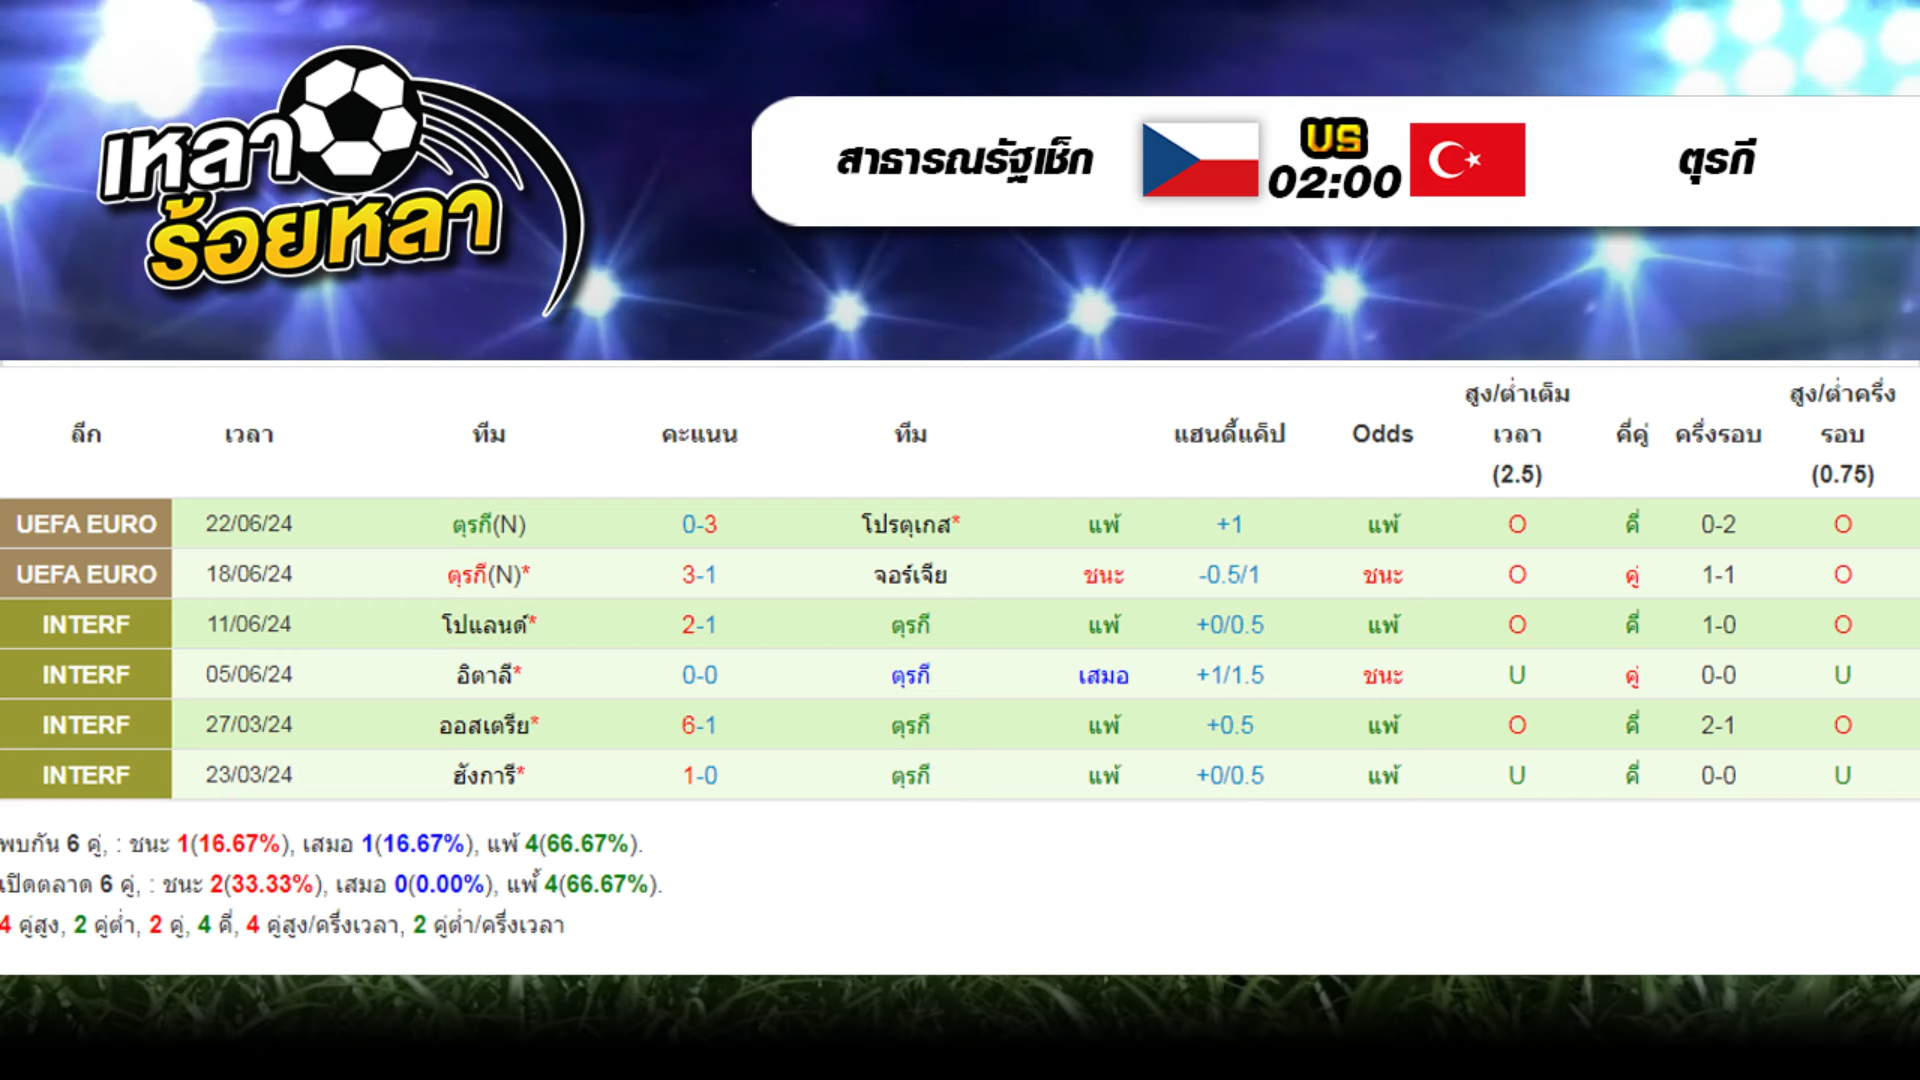 เหลา
ร้อยหลา
สาธารณรัฐเช็ก VS 02:00 ตุรกี
ลีก เวลา ทีม คะแนน ทีม แฮนดี้แค็ป Odds สูง/ต่ำเต็มเวลา (2.5) คี่คู่ ครึ่งรอบ สูง/ต่ำครึ่งรอบ (0.75)
UEFA EURO 22/06/24 ตุรกี(N) 0-3 โปรตุเกส* แพ้ +1 แพ้ O คี่ 0-2 O
UEFA EURO 18/06/24 ตุรกี(N)* 3-1 จอร์เจีย ชนะ -0.5/1 ชนะ O คู่ 1-1 O
INTERF 11/06/24 โปแลนด์* 2-1 ตุรกี แพ้ +0/0.5 แพ้ O คี่ 1-0 O
INTERF 05/06/24 อิตาลี* 0-0 ตุรกี เสมอ +1/1.5 ชนะ U คู่ 0-0 U
INTERF 27/03/24 ออสเตรีย* 6-1 ตุรกี แพ้ +0.5 แพ้ O คี่ 2-1 O
INTERF 23/03/24 ฮังการี* 1-0 ตุรกี แพ้ +0/0.5 แพ้ U คี่ 0-0 U
พบกัน 6 คู่, : ชนะ 1(16.67%), เสมอ 1(16.67%), แพ้ 4(66.67%).
เปิดตลาด 6 คู่, : ชนะ 2(33.33%), เสมอ 0(0.00%), แพ้ 4(66.67%).
4 คู่สูง, 2 คู่ต่ำ, 2 คู่, 4 คี่, 4 คู่สูง/ครึ่งเวลา, 2 คู่ต่ำ/ครึ่งเวลา